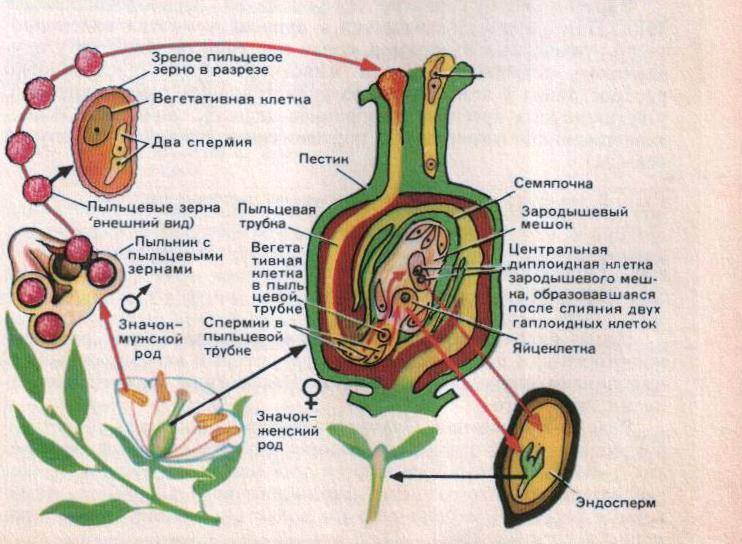 Зрелое пильцевое
зерно в разрезе
Вегетативная клетка
Два спермия
Пыльцевые зерна
(внешний вид)
Пыльник с
пыльцевыми
зернами
♂
Значок-
мужской
род
Пестик
Пыльцевая
трубка
Вегета-
тивная
клетка
в пыль-
цевой
трубке
Спермии в
пыльцевой
трубке
♀
Значок-
женский
род
Семяпочка
Зародышевый
мешок
Центральная
диплоидная клетка
зародышевого меш-
ка, образовавшаяся
после слияния двух
гаплоидных клеток
Яйцеклетка
Эндосперм